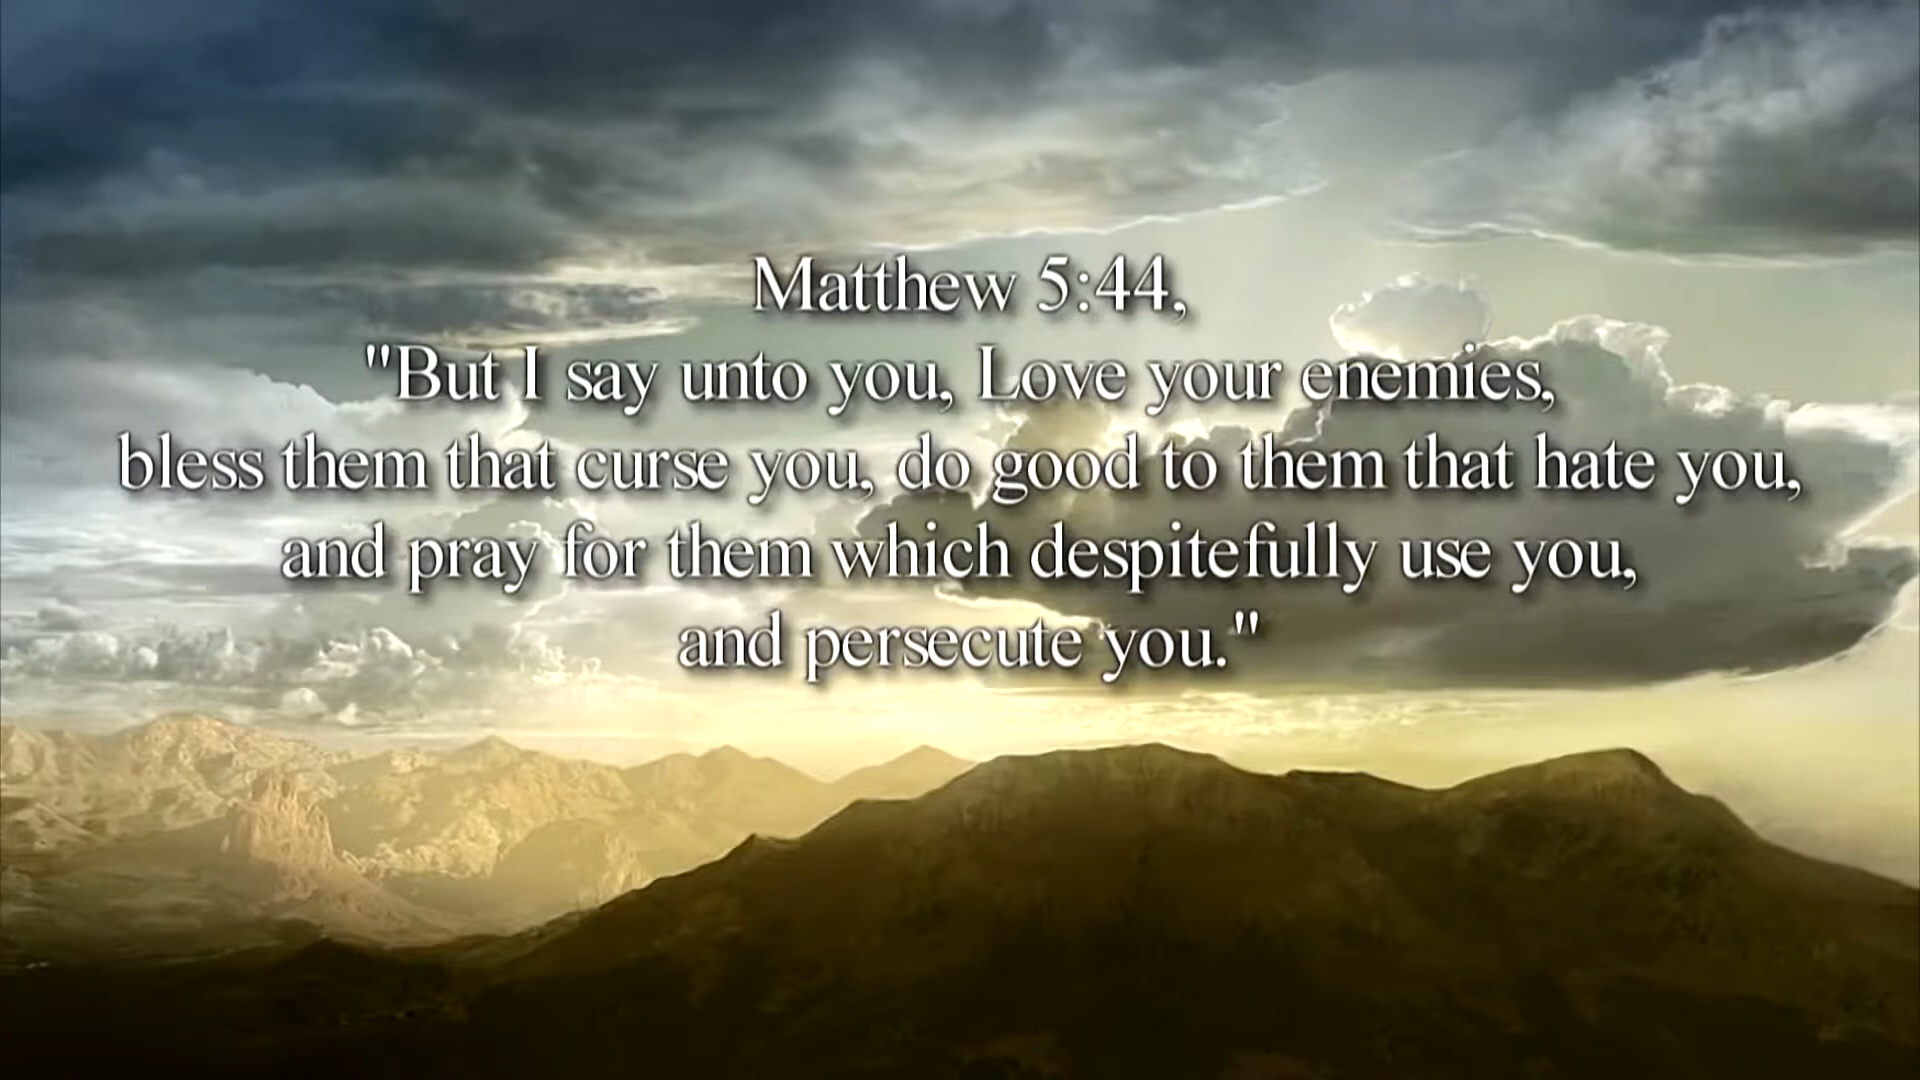 Matthew 5:44,
"But I say unto you, Love your enemies,
bless them that curse you, do good to them that hate you,
and pray for them which despitefully use you,
and persecute you."